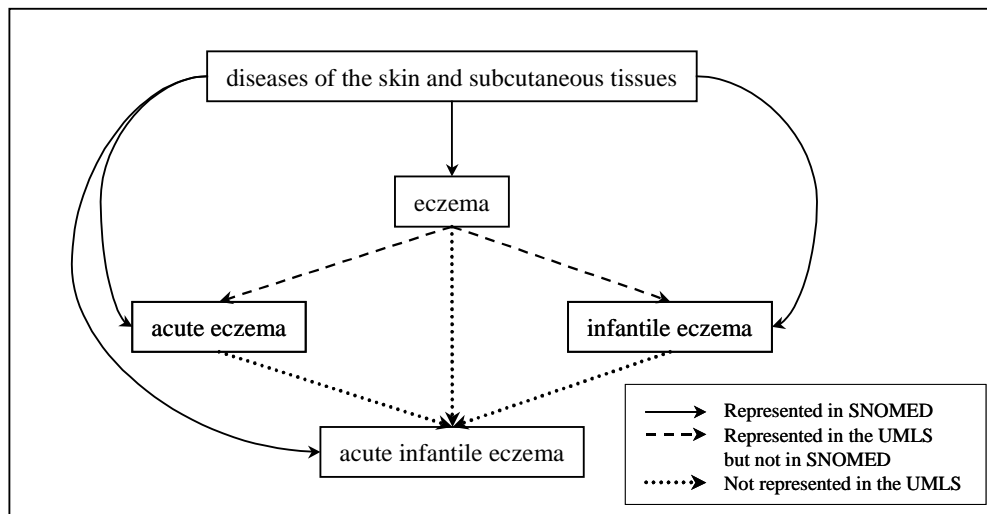 diseases of the skin and subcutaneous tissues
eczema
acute eczema
infantile eczema
acute infantile eczema
Represented in SNOMED
Represented in the UMLS
but not in SNOMED
Not represented in the UMLS